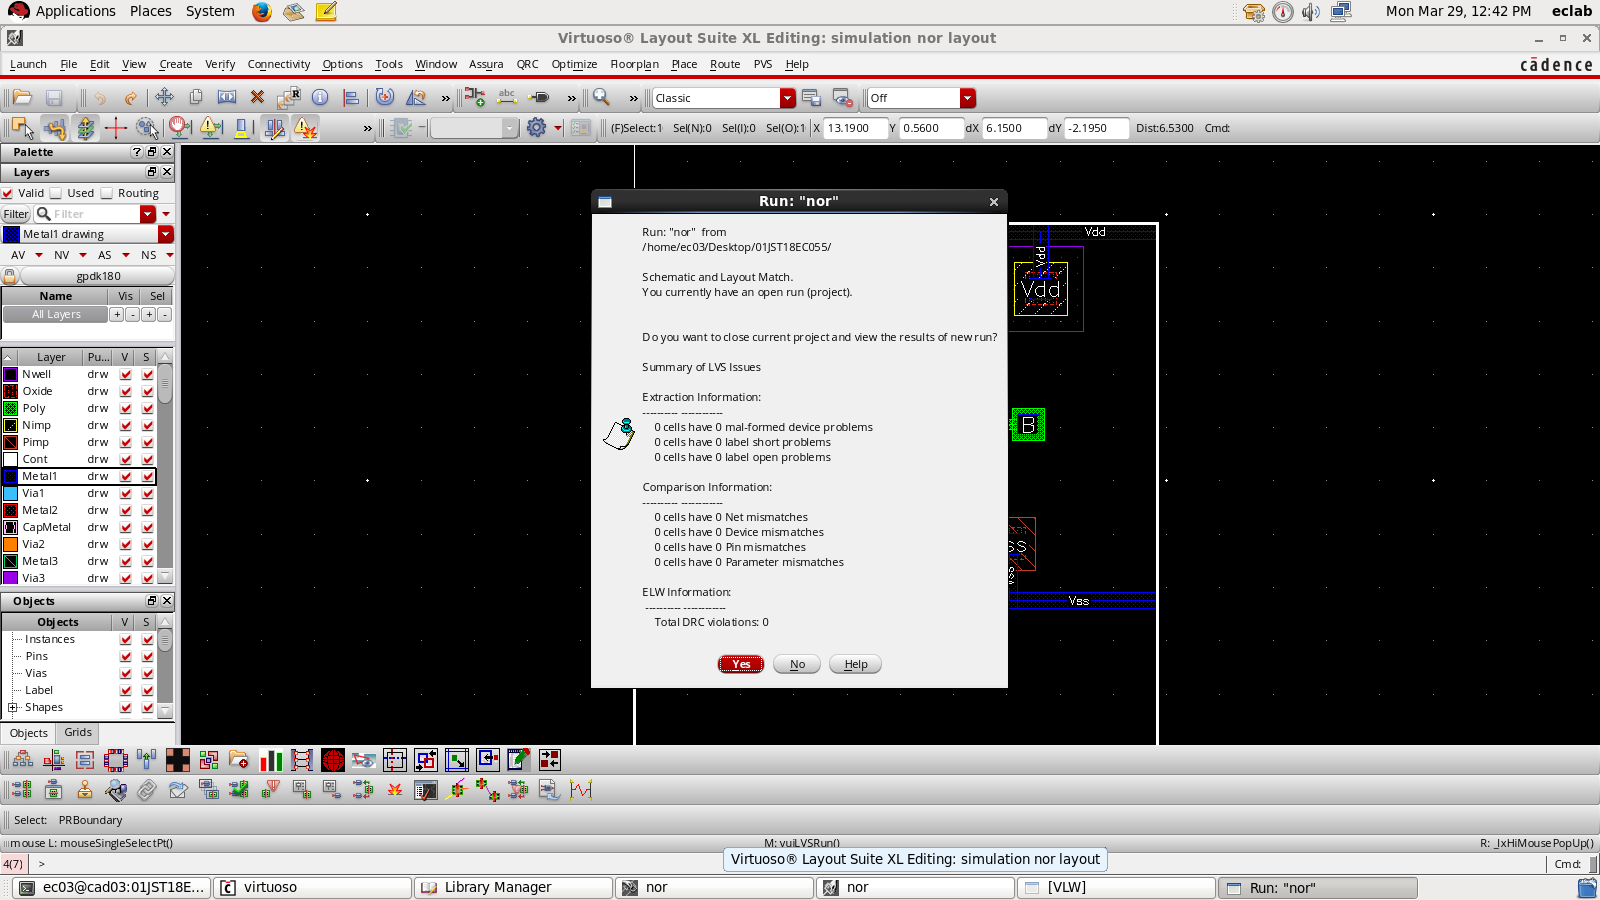 Applications Places System
Mon Mar 29, 12:42 PM eclab
Virtuoso® Layout Suite XL Editing: simulation nor layout
Launch File Edit View Create Verify Connectivity Options Tools Window Assura QRC Optimize Floorplan Place Route PVS Help
cādence
» » » Classic Off
abc
» (F)Select:1 Sel(N):0 Sel(I):0 Sel(O):1 X 13.1900 Y 0.5600 dX 6.1500 dY -2.1950 Dist:6.5300 Cmd:
Palette
Layers
Valid Used Routing
Filter Filter
Metal1 drawing
AV NV AS NS
gpdk180
Name Vis Sel
All Layers + - + -
Layer Pu... V S
Nwell drw
Oxide drw
Poly drw
Nimp drw
Pimp drw
Cont drw
Metal1 drw
Via1 drw
Metal2 drw
CapMetal drw
Via2 drw
Metal3 drw
Via3 drw
Objects
Objects V S
Instances
Pins
Vias
Label
Shapes
Objects Grids
Run: "nor"
Run: "nor" from
/home/ec03/Desktop/01JST18EC055/
Schematic and Layout Match.
You currently have an open run (project).
Do you want to close current project and view the results of new run?
Summary of LVS Issues
Extraction Information:
---------- ------------
0 cells have 0 mal-formed device problems
0 cells have 0 label short problems
0 cells have 0 label open problems
Comparison Information:
---------- ------------
0 cells have 0 Net mismatches
0 cells have 0 Device mismatches
0 cells have 0 Pin mismatches
0 cells have 0 Parameter mismatches
ELW Information:
---------- ------------
Total DRC violations: 0
Yes No Help
Vdd
Vdd
Vdd
B
Vss
Select: PRBoundary
mouse L: mouseSingleSelectPt()
M: vuiLVSRun()
R: _lxHiMousePopUp()
Virtuoso® Layout Suite XL Editing: simulation nor layout
4(7) >
Cmd:
ec03@cad03:01JST18E...
virtuoso
Library Manager
nor
nor
[VLW]
Run: "nor"